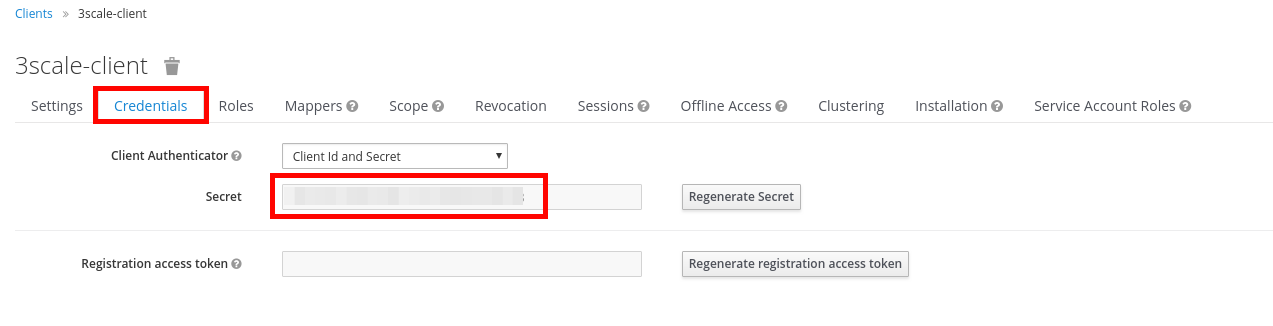 Clients » 3scale-client
3scale-client
Settings Credentials Roles Mappers Scope Revocation Sessions Offline Access Clustering Installation Service Account Roles
Client Authenticator Client Id and Secret
Secret Regenerate Secret
Registration access token Regenerate registration access token